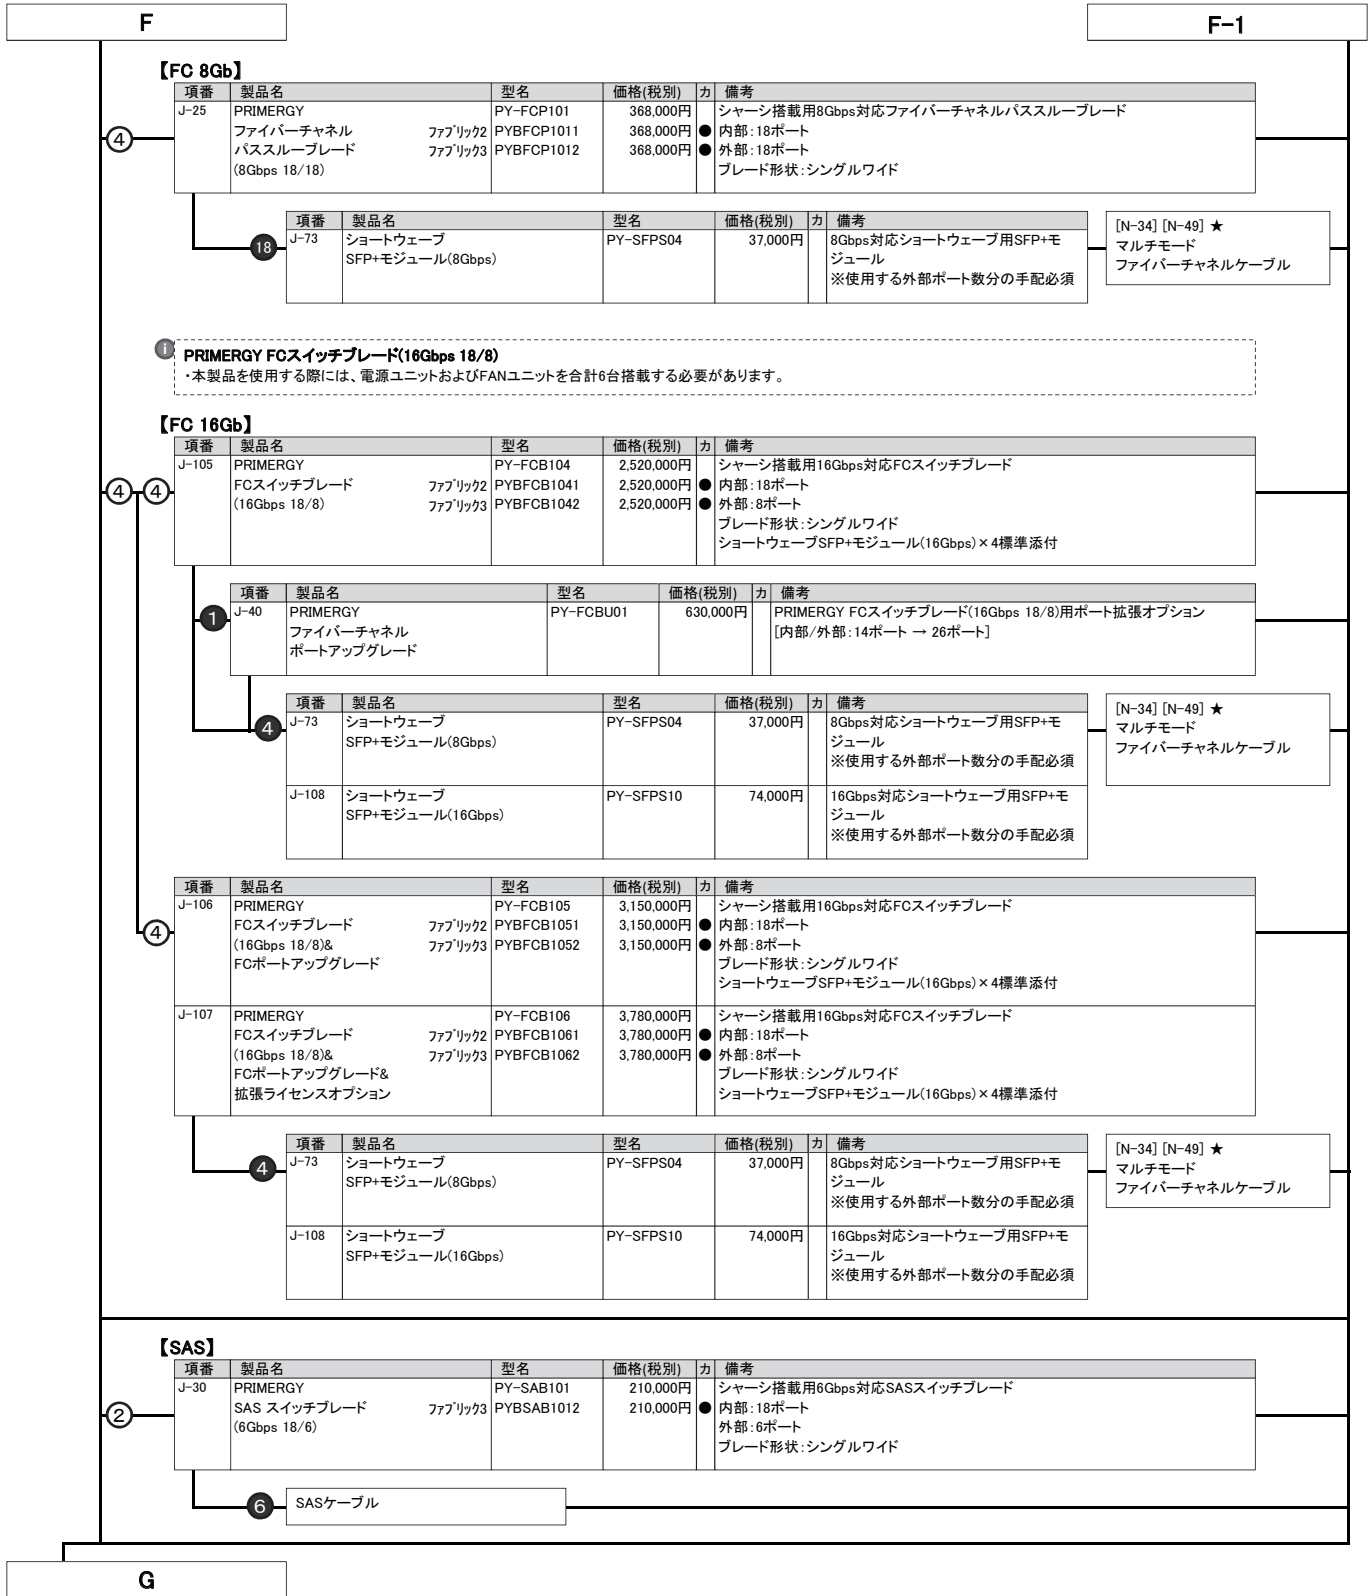 F
F-1
【FC 8Gb】
項番 製品名 型名 価格(税別) カ 備考
J-25 PRIMERGY PY-FCP101 368,000円 シャーシ搭載用8Gbps対応ファイバーチャネルパススルーブレード
ファイバーチャネル ファブリック2 PYBFCP1011 368,000円 ● 内部:18ポート
④
パススルーブレード ファブリック3 PYBFCP1012 368,000円 ● 外部:18ポート
(8Gbps 18/18) ブレード形状:シングルワイド
項番 製品名 型名 価格(税別) カ 備考
[N-34] [N-49] ★
18 J-73 ショートウェーブ PY-SFPS04 37,000円 8Gbps対応ショートウェーブ用SFP+モ
マルチモード
SFP+モジュール(8Gbps) ジュール
ファイバーチャネルケーブル
※使用する外部ポート数分の手配必須
i PRIMERGY FCスイッチブレード(16Gbps 18/8)
・本製品を使用する際には、電源ユニットおよびFANユニットを合計6台搭載する必要があります。
【FC 16Gb】
項番 製品名 型名 価格(税別) カ 備考
J-105 PRIMERGY PY-FCB104 2,520,000円 シャーシ搭載用16Gbps対応FCスイッチブレード
④ ④ FCスイッチブレード ファブリック2 PYBFCB1041 2,520,000円 ● 内部:18ポート
(16Gbps 18/8) ファブリック3 PYBFCB1042 2,520,000円 ● 外部:8ポート
ブレード形状:シングルワイド
ショートウェーブSFP+モジュール(16Gbps)×4標準添付
項番 製品名 型名 価格(税別) カ 備考
1 J-40 PRIMERGY PY-FCBU01 630,000円 PRIMERGY FCスイッチブレード(16Gbps 18/8)用ポート拡張オプション
ファイバーチャネル [内部/外部:14ポート → 26ポート]
ポートアップグレード
項番 製品名 型名 価格(税別) カ 備考
[N-34] [N-49] ★
4 J-73 ショートウェーブ PY-SFPS04 37,000円 8Gbps対応ショートウェーブ用SFP+モ
マルチモード
SFP+モジュール(8Gbps) ジュール
ファイバーチャネルケーブル
※使用する外部ポート数分の手配必須
J-108 ショートウェーブ PY-SFPS10 74,000円 16Gbps対応ショートウェーブ用SFP+モ
SFP+モジュール(16Gbps) ジュール
※使用する外部ポート数分の手配必須
項番 製品名 型名 価格(税別) カ 備考
J-106 PRIMERGY PY-FCB105 3,150,000円 シャーシ搭載用16Gbps対応FCスイッチブレード
④ FCスイッチブレード ファブリック2 PYBFCB1051 3,150,000円 ● 内部:18ポート
(16Gbps 18/8)& ファブリック3 PYBFCB1052 3,150,000円 ● 外部:8ポート
FCポートアップグレード ブレード形状:シングルワイド
ショートウェーブSFP+モジュール(16Gbps)×4標準添付
J-107 PRIMERGY PY-FCB106 3,780,000円 シャーシ搭載用16Gbps対応FCスイッチブレード
FCスイッチブレード ファブリック2 PYBFCB1061 3,780,000円 ● 内部:18ポート
(16Gbps 18/8)& ファブリック3 PYBFCB1062 3,780,000円 ● 外部:8ポート
FCポートアップグレード& ブレード形状:シングルワイド
拡張ライセンスオプション ショートウェーブSFP+モジュール(16Gbps)×4標準添付
項番 製品名 型名 価格(税別) カ 備考
[N-34] [N-49] ★
4 J-73 ショートウェーブ PY-SFPS04 37,000円 8Gbps対応ショートウェーブ用SFP+モ
マルチモード
SFP+モジュール(8Gbps) ジュール
ファイバーチャネルケーブル
※使用する外部ポート数分の手配必須
J-108 ショートウェーブ PY-SFPS10 74,000円 16Gbps対応ショートウェーブ用SFP+モ
SFP+モジュール(16Gbps) ジュール
※使用する外部ポート数分の手配必須
【SAS】
項番 製品名 型名 価格(税別) カ 備考
J-30 PRIMERGY PY-SAB101 210,000円 シャーシ搭載用6Gbps対応SASスイッチブレード
② SAS スイッチブレード ファブリック3 PYBSAB1012 210,000円 ● 内部:18ポート
(6Gbps 18/6) 外部:6ポート
ブレード形状:シングルワイド
6 SASケーブル
G